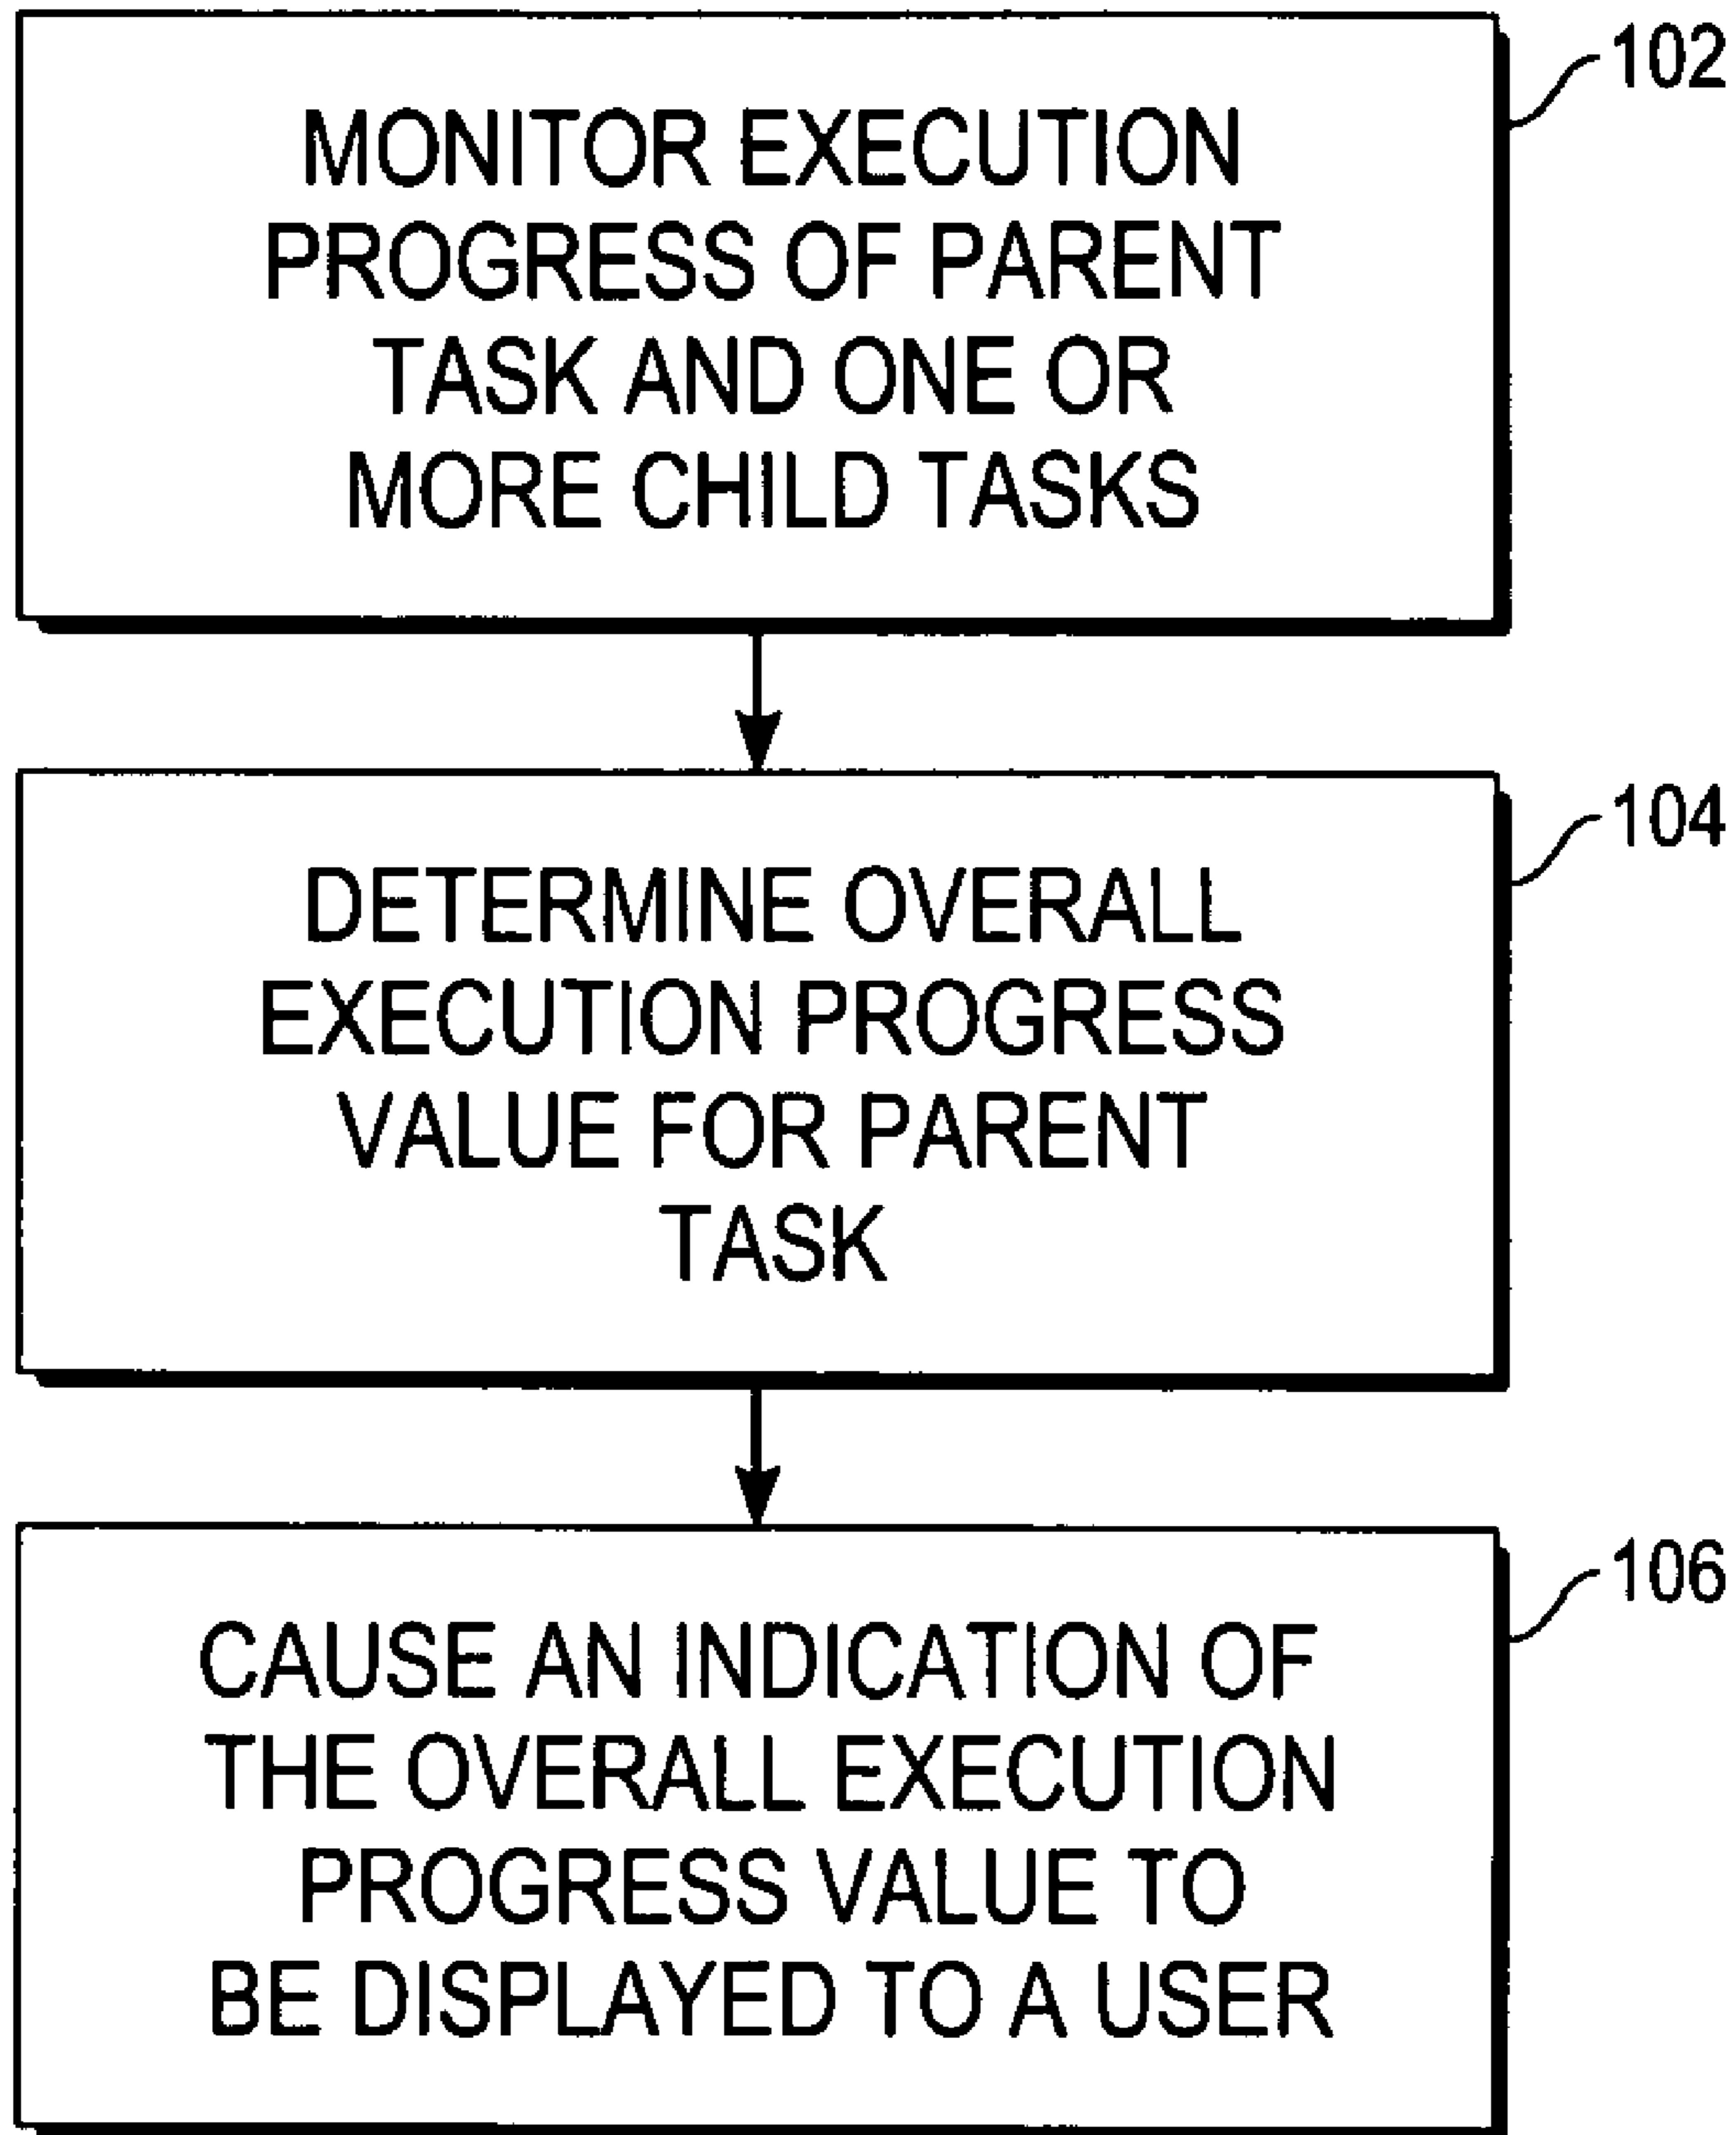 102
MONITOR EXECUTION
PROGRESS OF PARENT
TASK AND ONE OR
MORE CHILD TASKS
104
DETERMINE OVERALL
EXECUTION PROGRESS
VALUE FOR PARENT
TASK
106
CAUSE AN INDICATION OF
THE OVERALL EXECUTION
PROGRESS VALUE TO
BE DISPLAYED TO A USER